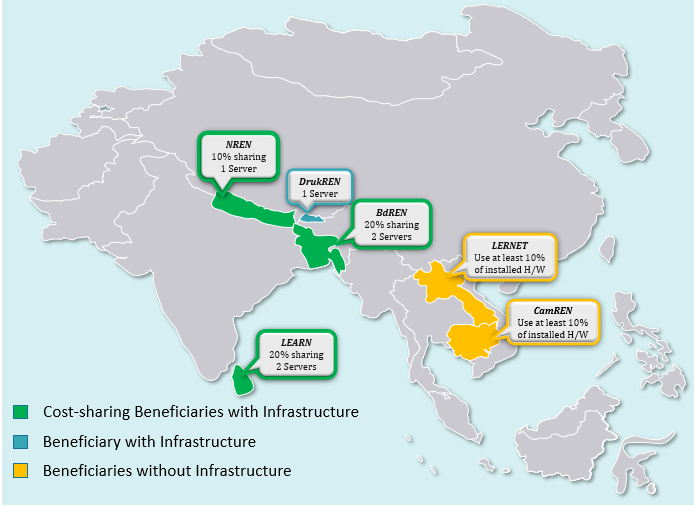 NREN
10% sharing
1 Server
DrukREN
1 Server
BdREN
20% sharing
2 Servers
LERNET
Use at least 10%
of installed H/W
CamREN
Use at least 10%
of installed H/W
LEARN
20% sharing
2 Servers
Cost-sharing Beneficiaries with Infrastructure
Beneficiary with Infrastructure
Beneficiaries without Infrastructure